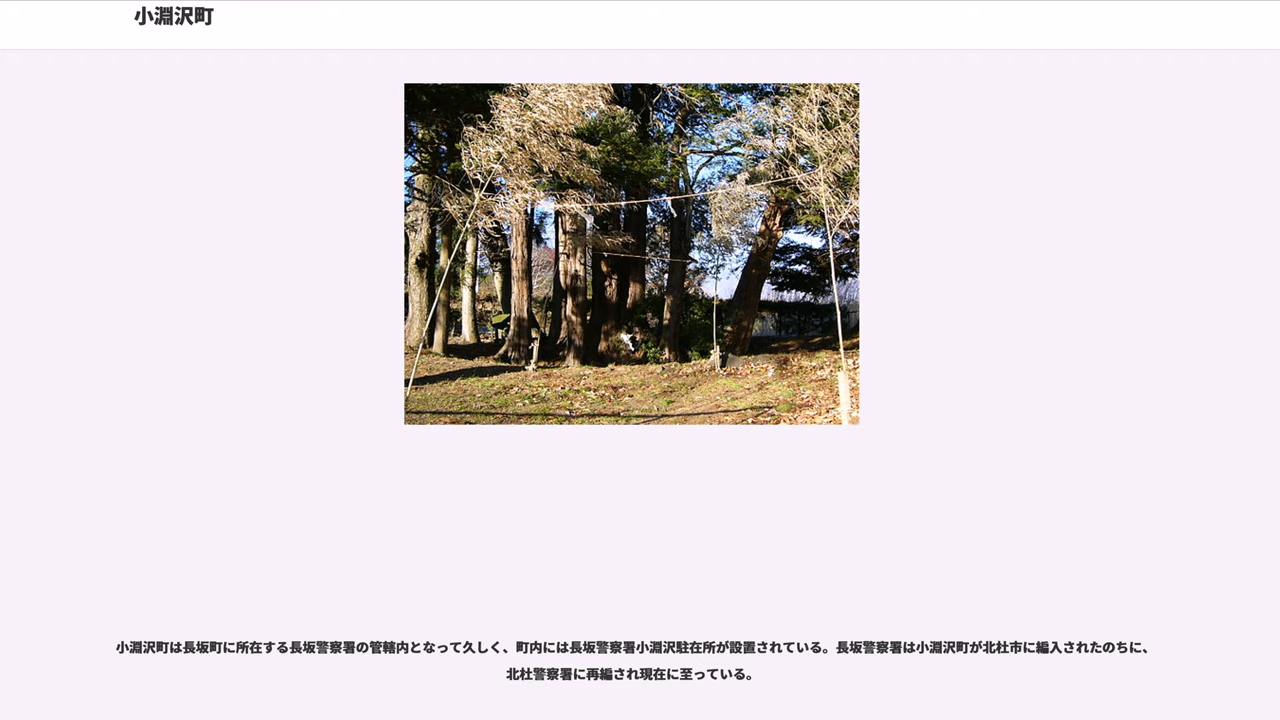 小淵沢町
小淵沢町は長坂町に所在する長坂警察署の管轄内となって久しく、町内には長坂警察署小淵沢駐在所が設置されている。長坂警察署は小淵沢町が北杜市に編入されたのちに、
北杜警察署に再編され現在に至っている。